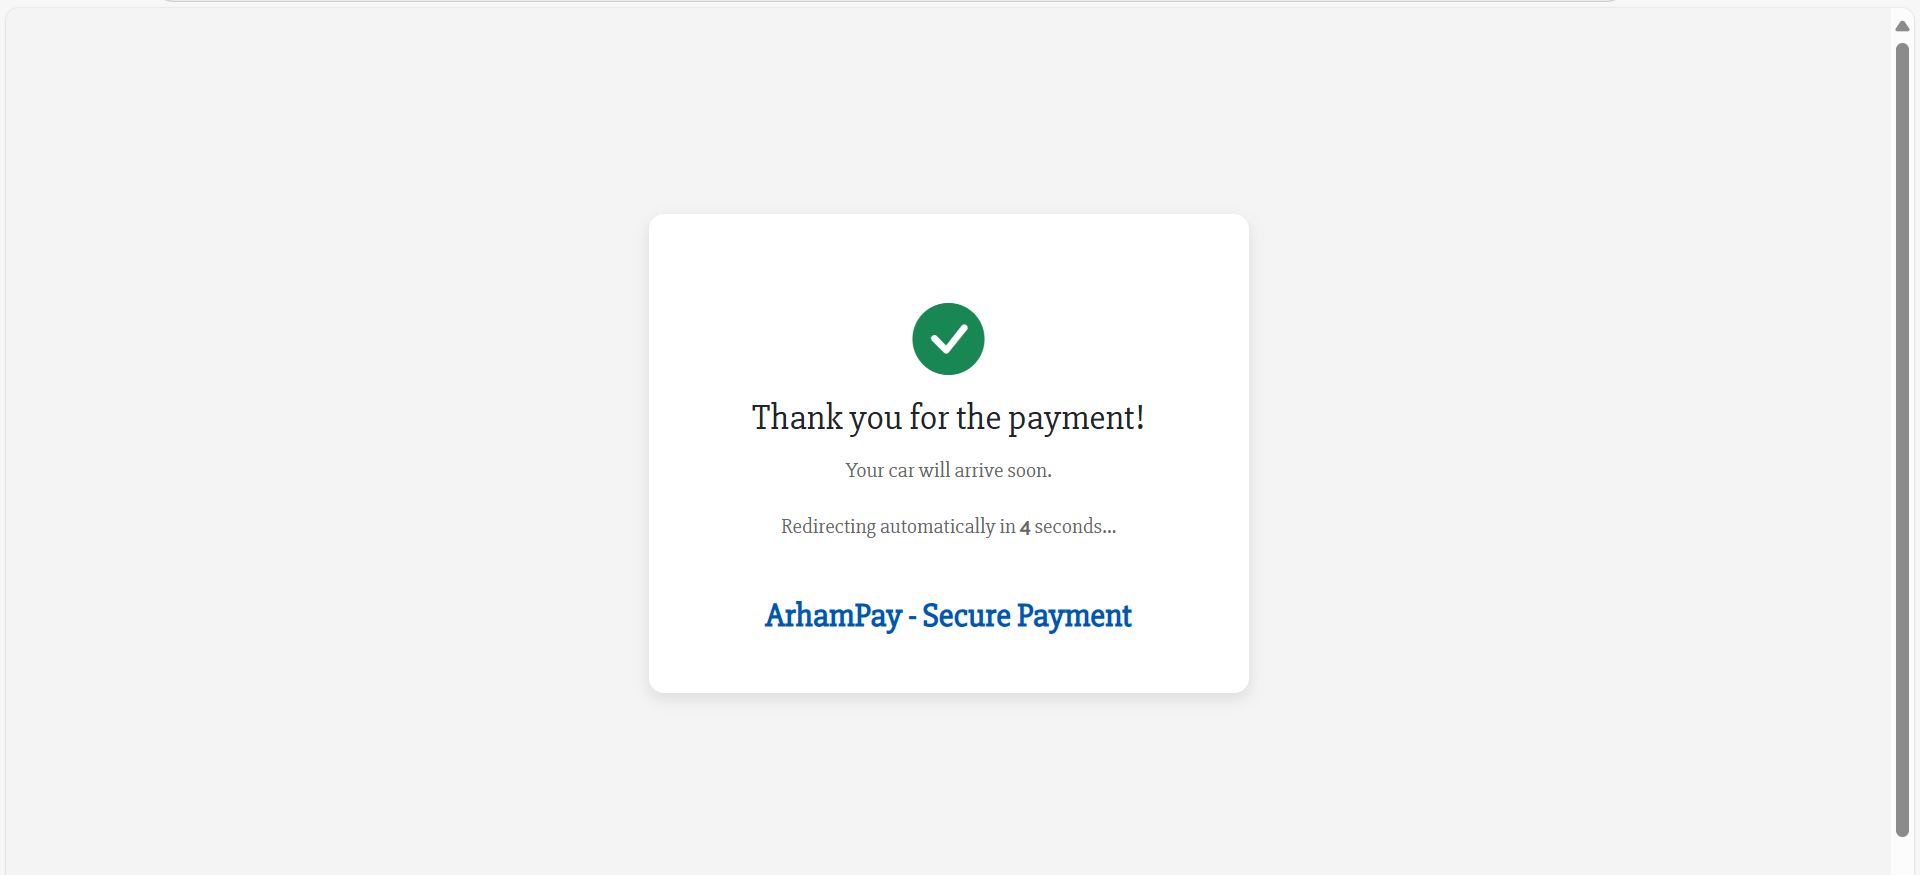 Thank you for the payment!
Your car will arrive soon.
Redirecting automatically in 4 seconds...
ArhamPay - Secure Payment